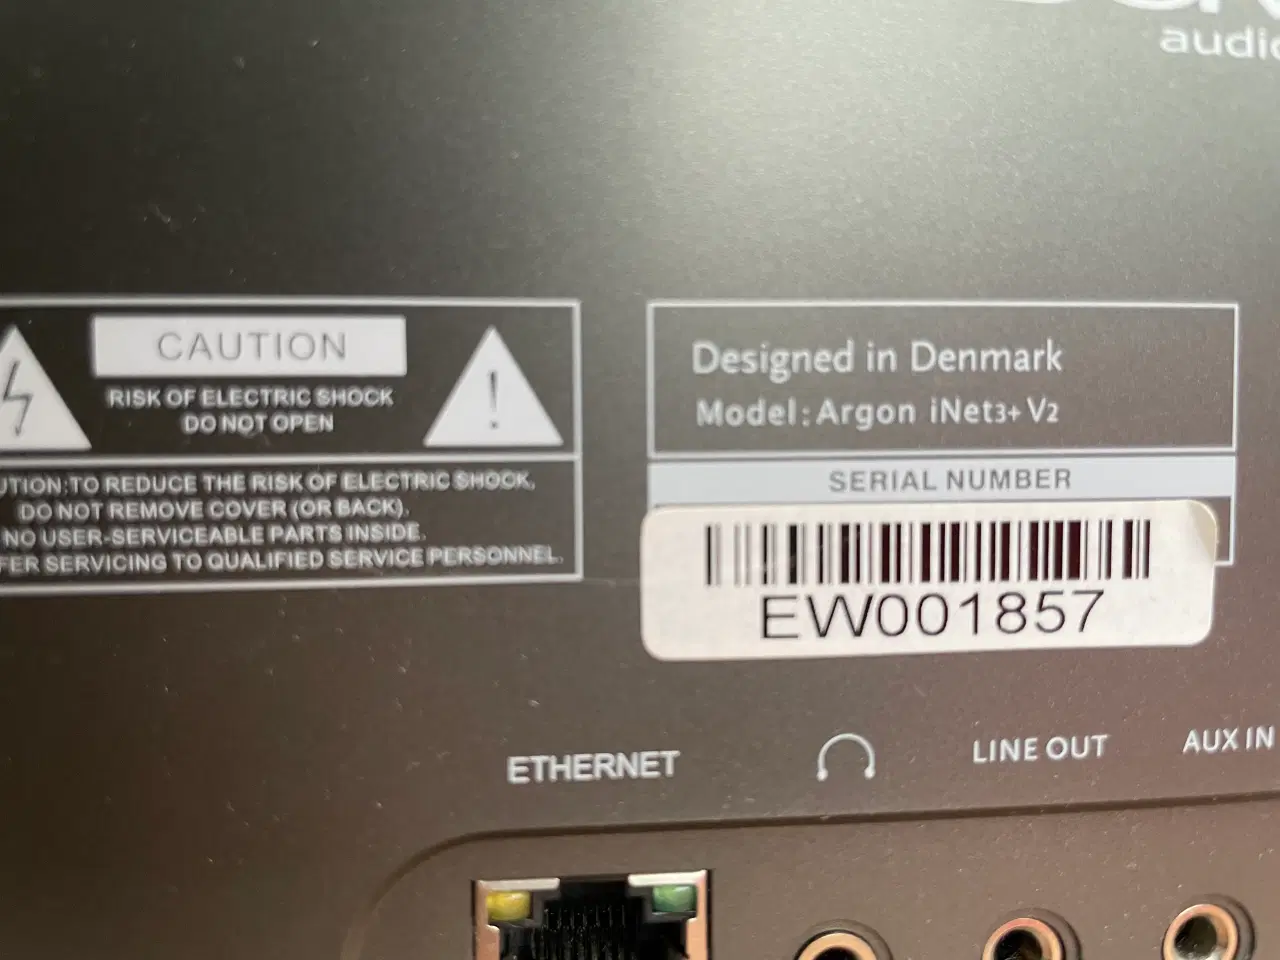 audio
CAUTION
RISK OF ELECTRIC SHOCK
DO NOT OPEN
UTION:TO REDUCE THE RISK OF ELECTRIC SHOCK,
DO NOT REMOVE COVER (OR BACK).
NO USER-SERVICEABLE PARTS INSIDE.
FER SERVICING TO QUALIFIED SERVICE PERSONNEL.
Designed in Denmark
Model: Argon iNet3+ V2
SERIAL NUMBER
EW001857
ETHERNET
LINE OUT
AUX IN